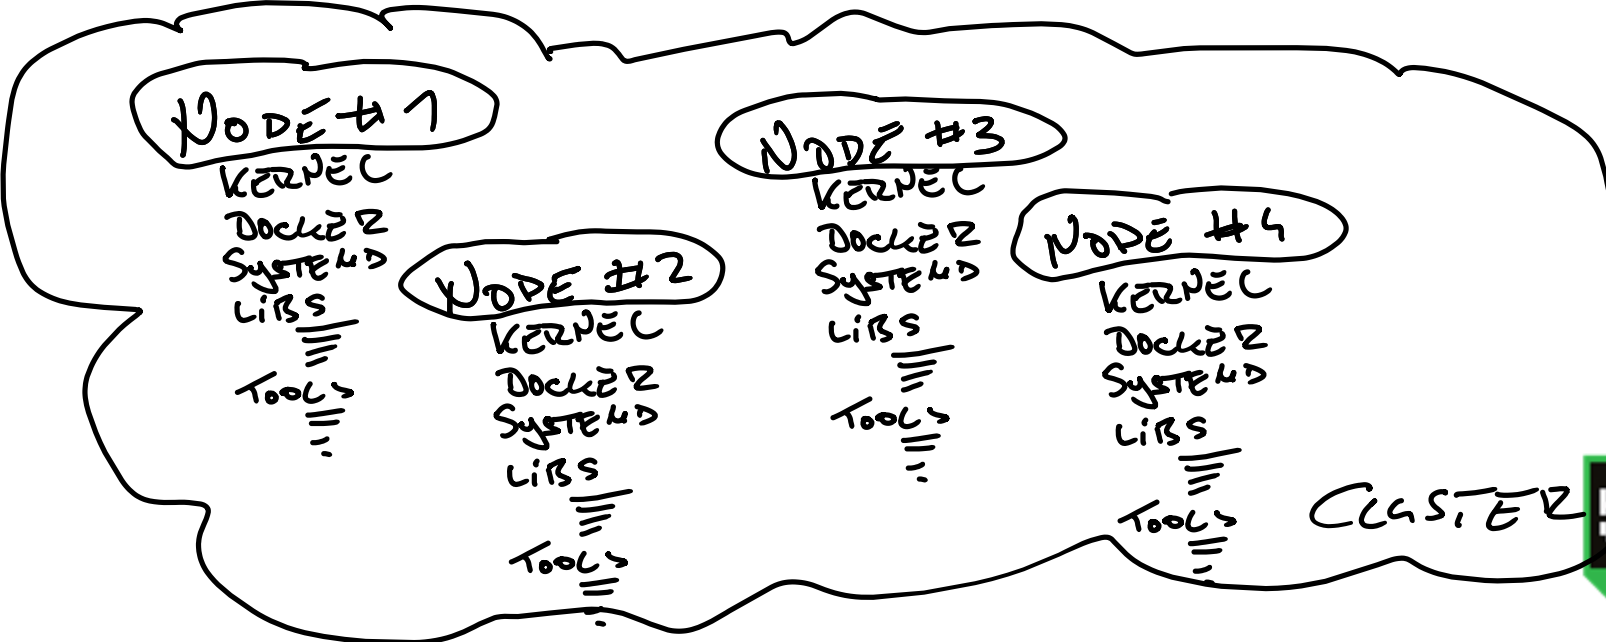 NODE #1
KERNEL
DOCKER
SYSTEMD
LiBS
TOOLS
NODE #2
KERNEL
DOCKER
SYSTEMD
LiBS
TOOLS
NODE #3
KERNEL
DOCKER
SYSTEMD
LiBS
TOOLS
NODE #4
KERNEL
DOCKER
SYSTEMD
LiBS
TOOLS
CLUSTER